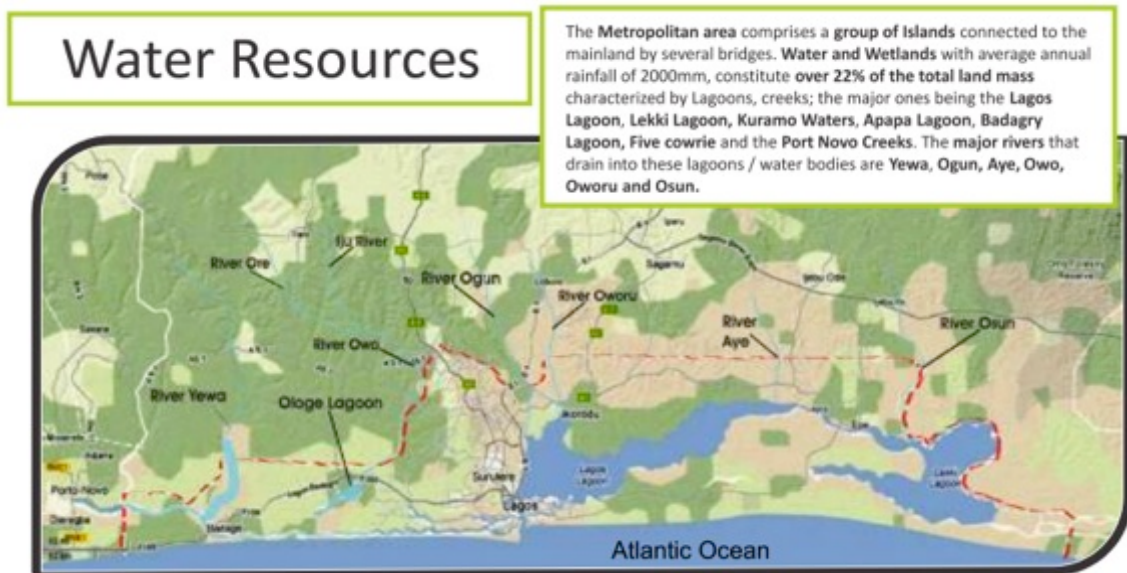 Water Resources
The Metropolitan area comprises a group of Islands connected to the
mainland by several bridges. Water and Wetlands with average annual
rainfall of 2000mm, constitute over 22% of the total land mass
characterized by Lagoons, creeks; the major ones being the Lagos
Lagoon, Lekki Lagoon, Kuramo Waters, Apapa Lagoon, Badagry
Lagoon, Five cowrie and the Port Novo Creeks. The major rivers that
drain into these lagoons / water bodies are Yewa, Ogun, Aye, Owo,
Oworu and Osun.
Iju River
River Ore
River Ogun
River Oworu
River
Aye
River Osun
River Owo
River Yewa
Ologe Lagoon
Sagamu
Iperu
Ikorodu
Surulere
Lagos
Lagos
Lagoon
Epe
Lekki
Lagoon
Porto-Novo
Atlantic Ocean